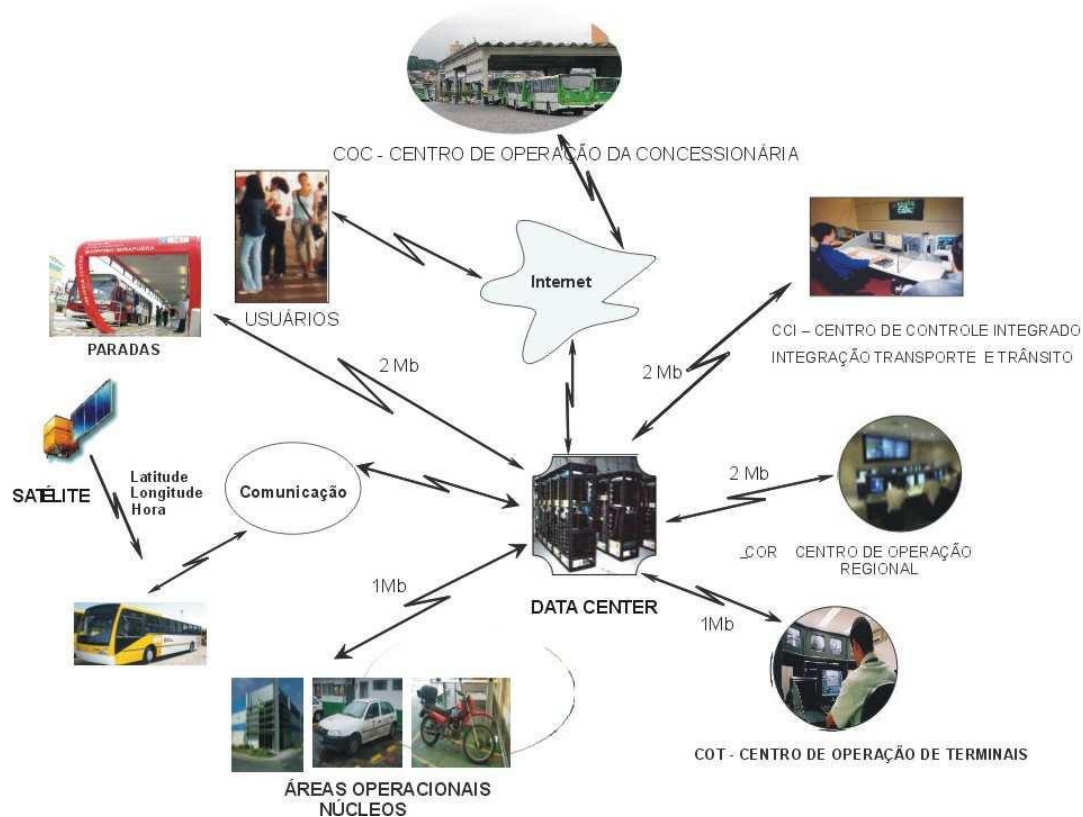 COC - CENTRO DE OPERAÇÃO DA CONCESSIONÁRIA
Internet
USUÁRIOS
PARADAS
CCI – CENTRO DE CONTROLE INTEGRADO
INTEGRAÇÃO TRANSPORTE E TRÂNSITO
2 Mb
2 Mb
SATÉLITE
Latitude
Longitude
Hora
Comunicação
2 Mb
_COR CENTRO DE OPERAÇÃO
REGIONAL
DATA CENTER
1Mb
1Mb
COT - CENTRO DE OPERAÇÃO DE TERMINAIS
ÁREAS OPERACIONAIS
NÚCLEOS